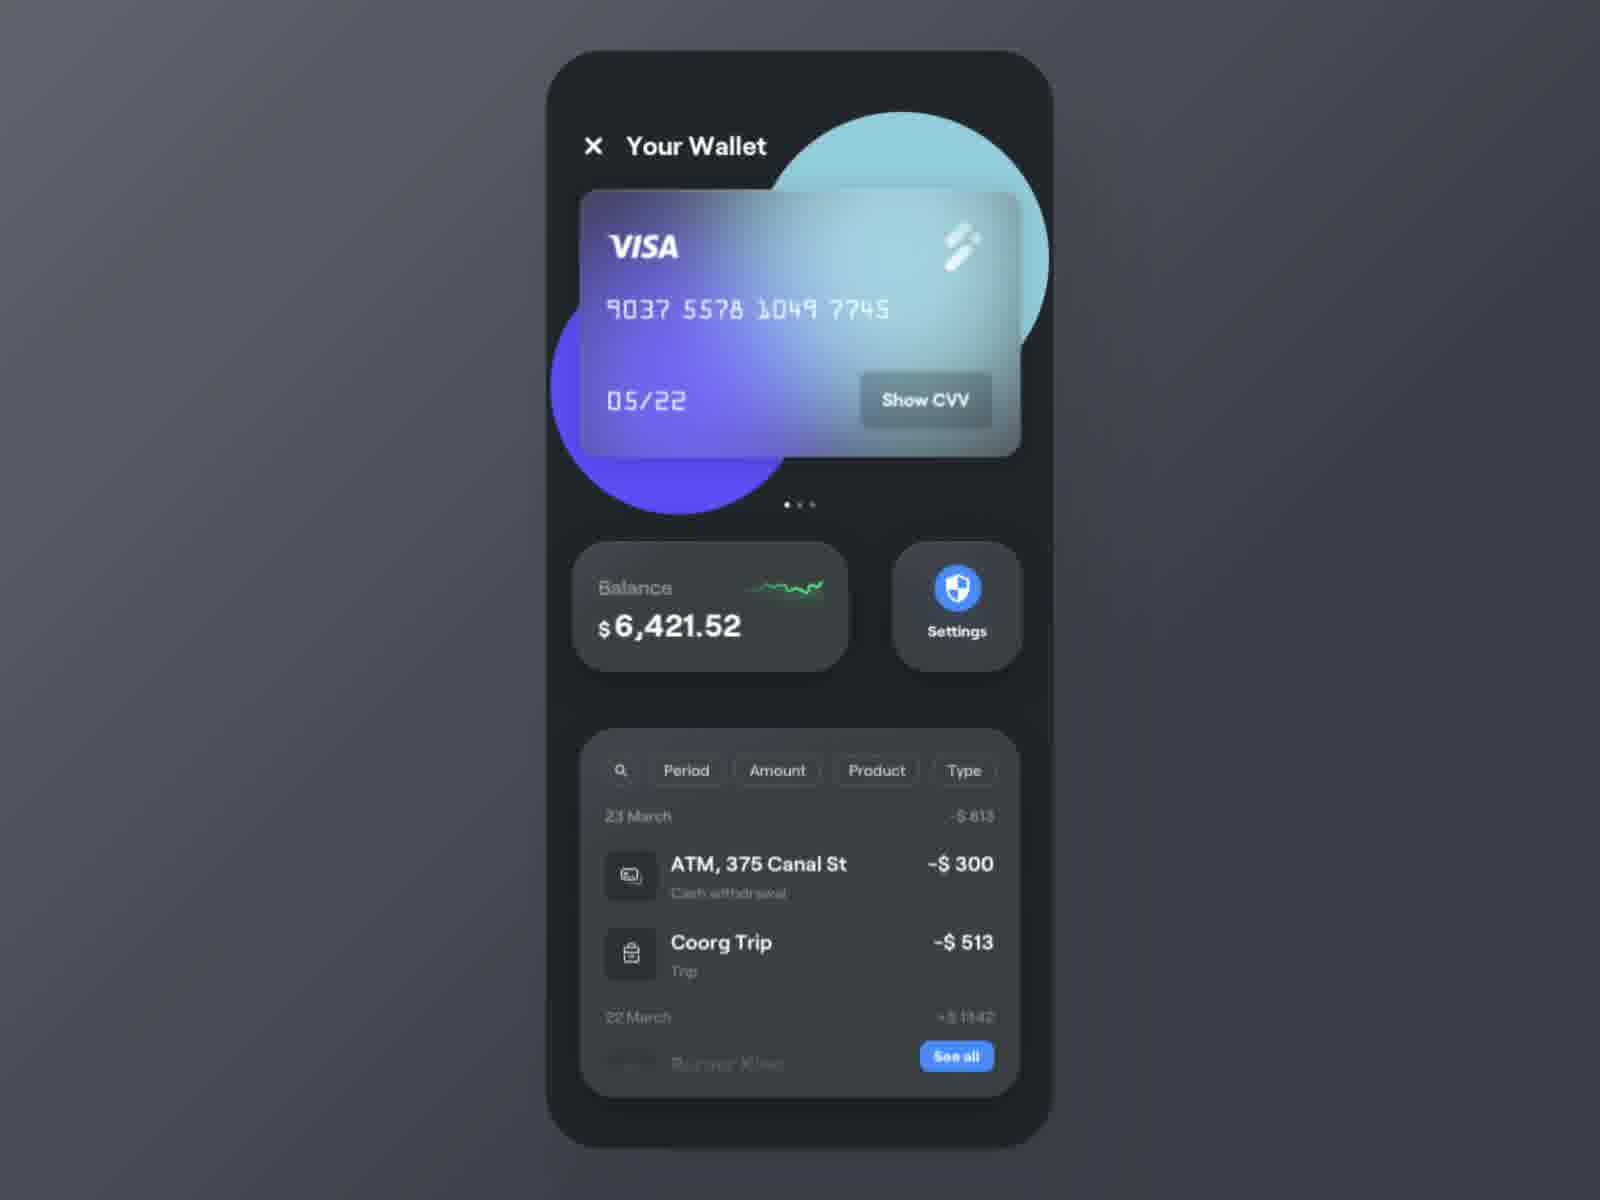 Your Wallet
VISA
9037 5578 1049 7745
05/22
Show CVV
Balance
$6,421.52
Settings
Period Amount Product Type
23 March -$ 813
ATM, 375 Canal St -$ 300
Cash withdrawal
Coorg Trip -$ 513
Trip
22 March
See all